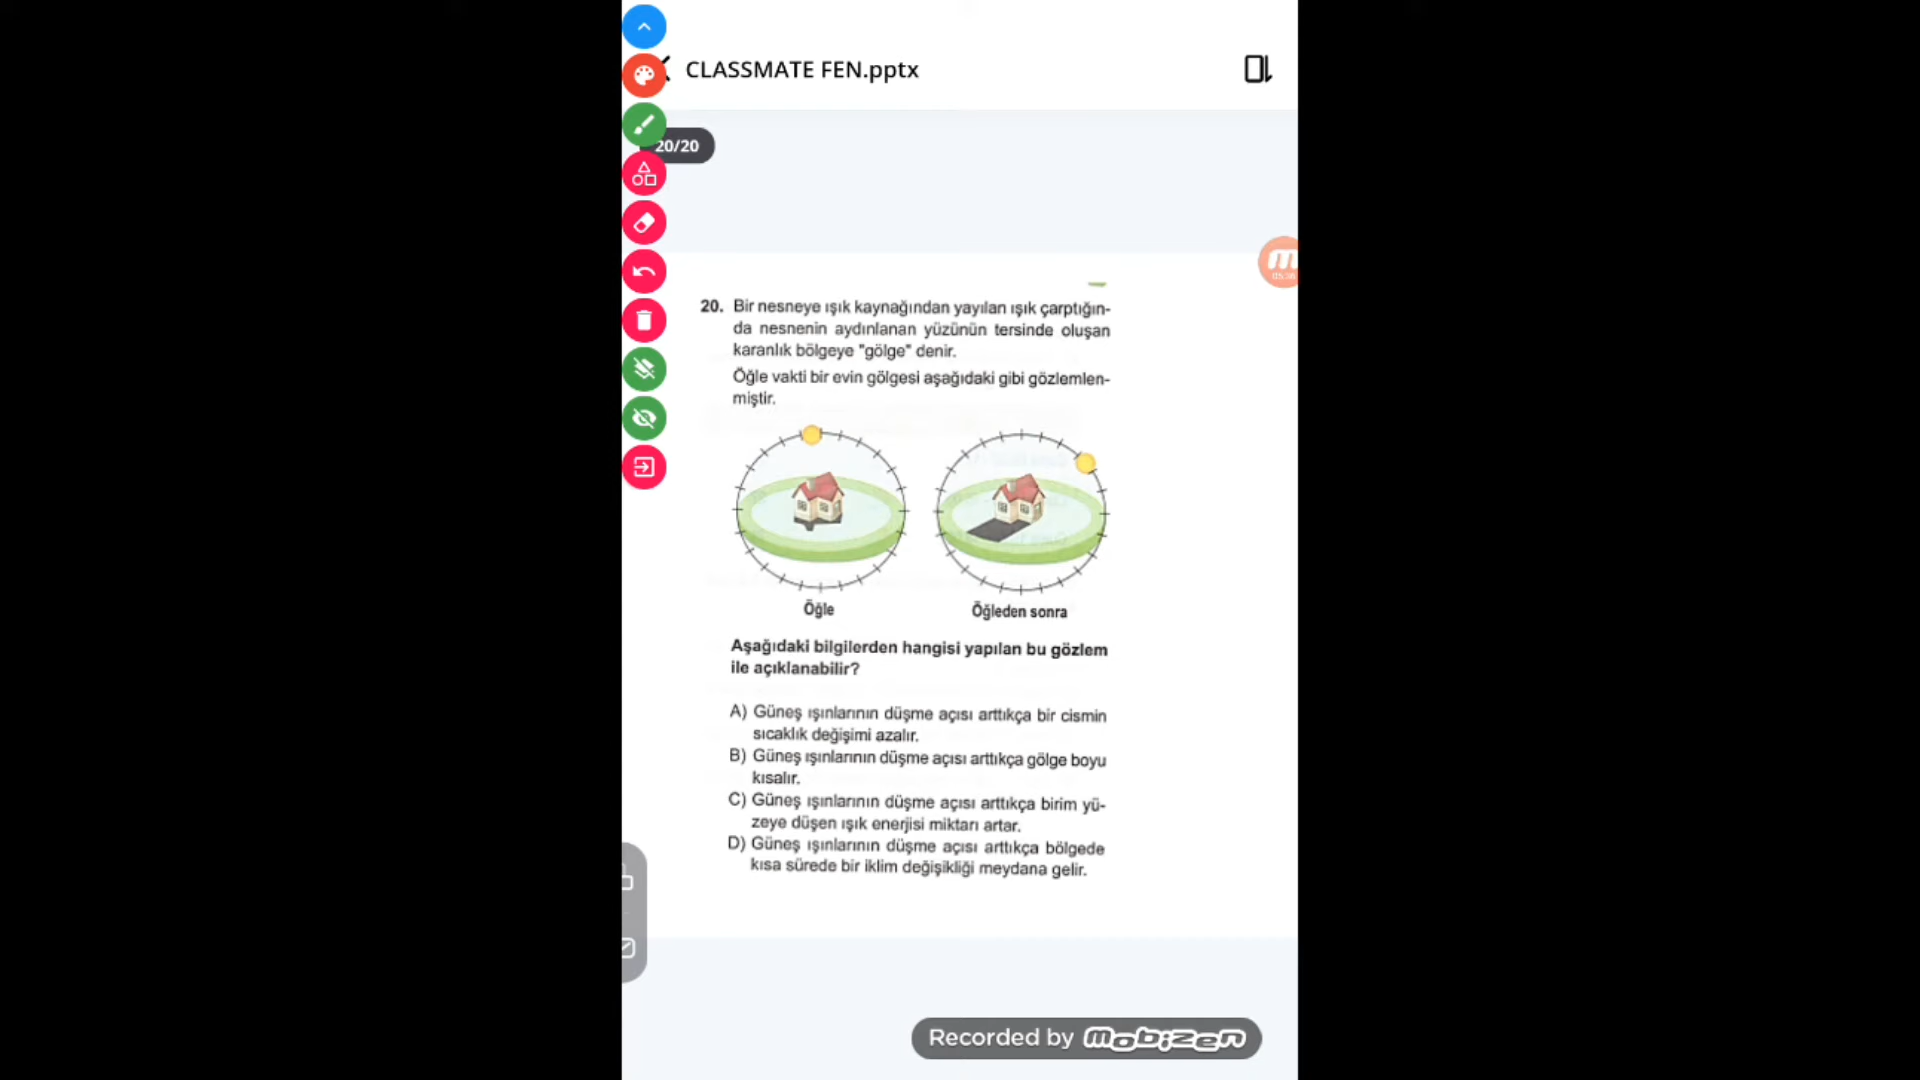 CLASSMATE FEN.pptx
20/20
05:36
20. Bir nesneye ışık kaynağından yayılan ışık çarptığın-
da nesnenin aydınlanan yüzünün tersinde oluşan
karanlık bölgeye "gölge" denir.
Öğle vakti bir evin gölgesi aşağıdaki gibi gözlemlen-
miştir.
Öğle
Öğleden sonra
Aşağıdaki bilgilerden hangisi yapılan bu gözlem
ile açıklanabilir?
A) Güneş ışınlarının düşme açısı arttıkça bir cismin
sıcaklık değişimi azalır.
B) Güneş ışınlarının düşme açısı arttıkça gölge boyu
kısalır.
C) Güneş ışınlarının düşme açısı arttıkça birim yü-
zeye düşen ışık enerjisi miktarı artar.
D) Güneş ışınlarının düşme açısı arttıkça bölgede
kısa sürede bir iklim değişikliği meydana gelir.
Recorded by mobizen